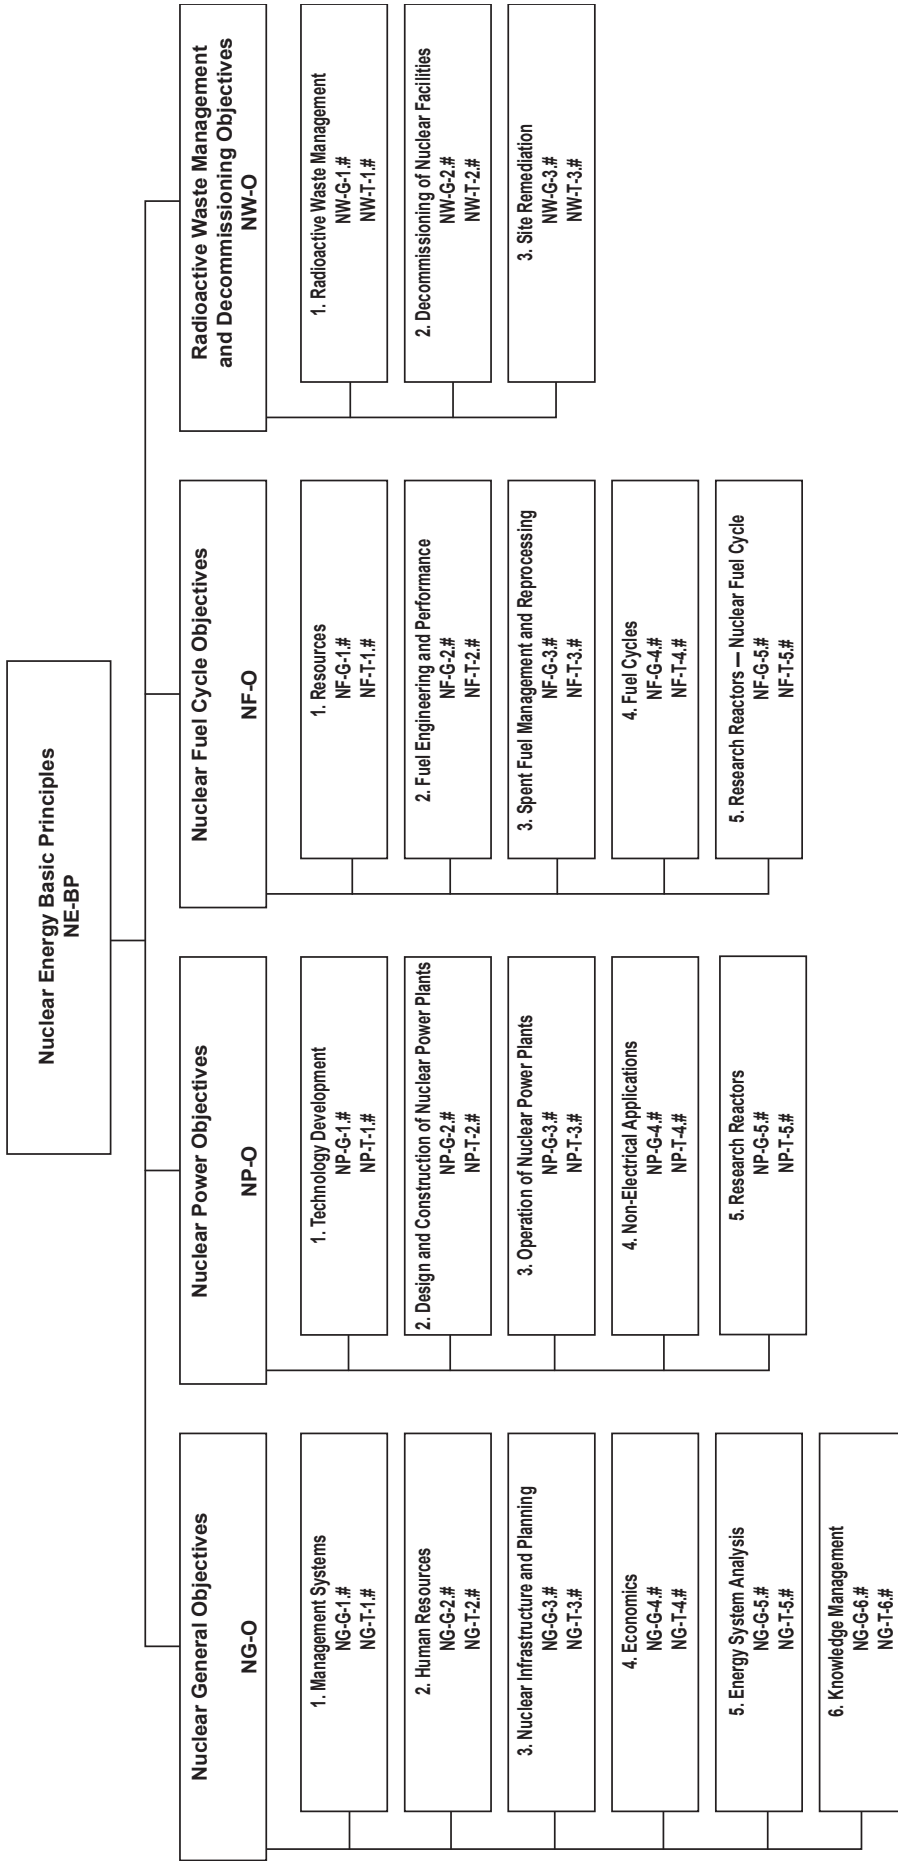 Nuclear Energy Basic Principles
NE-BP
Nuclear General Objectives
NG-O
1. Management Systems
NG-G-1.#
NG-T-1.#
2. Human Resources
NG-G-2.#
NG-T-2.#
3. Nuclear Infrastructure and Planning
NG-G-3.#
NG-T-3.#
4. Economics
NG-G-4.#
NG-T-4.#
5. Energy System Analysis
NG-G-5.#
NG-T-5.#
6. Knowledge Management
NG-G-6.#
NG-T-6.#
Nuclear Power Objectives
NP-O
1. Technology Development
NP-G-1.#
NP-T-1.#
2. Design and Construction of Nuclear Power Plants
NP-G-2.#
NP-T-2.#
3. Operation of Nuclear Power Plants
NP-G-3.#
NP-T-3.#
4. Non-Electrical Applications
NP-G-4.#
NP-T-4.#
5. Research Reactors
NP-G-5.#
NP-T-5.#
Nuclear Fuel Cycle Objectives
NF-O
1. Resources
NF-G-1.#
NF-T-1.#
2. Fuel Engineering and Performance
NF-G-2.#
NF-T-2.#
3. Spent Fuel Management and Reprocessing
NF-G-3.#
NF-T-3.#
4. Fuel Cycles
NF-G-4.#
NF-T-4.#
5. Research Reactors — Nuclear Fuel Cycle
NF-G-5.#
NF-T-5.#
Radioactive Waste Management
and Decommissioning Objectives
NW-O
1. Radioactive Waste Management
NW-G-1.#
NW-T-1.#
2. Decommissioning of Nuclear Facilities
NW-G-2.#
NW-T-2.#
3. Site Remediation
NW-G-3.#
NW-T-3.#